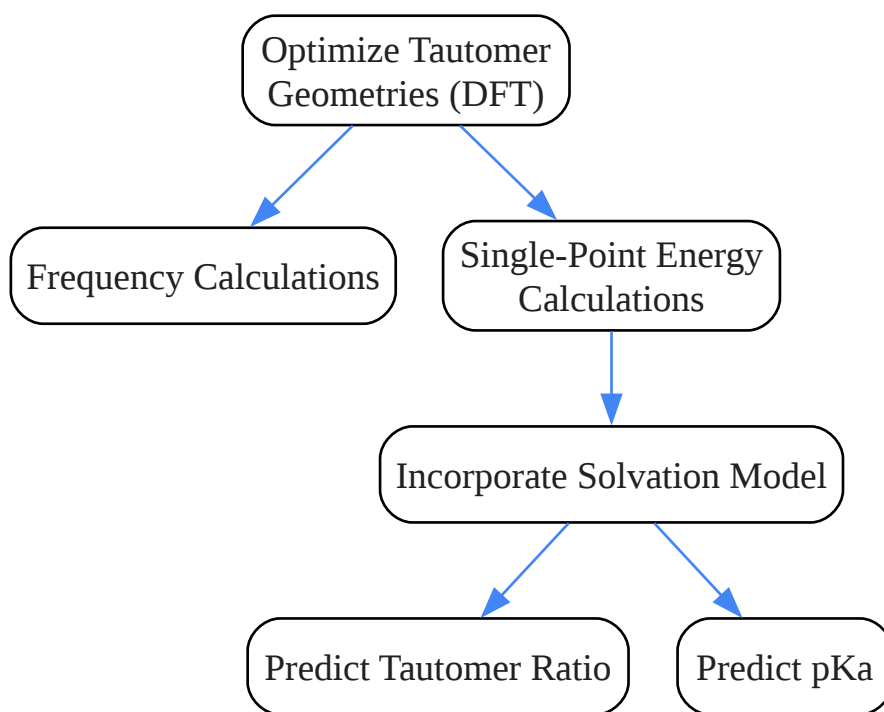 Optimize Tautomer
Geometries (DFT)
Frequency Calculations
Single-Point Energy
Calculations
Incorporate Solvation Model
Predict Tautomer Ratio
Predict pKa